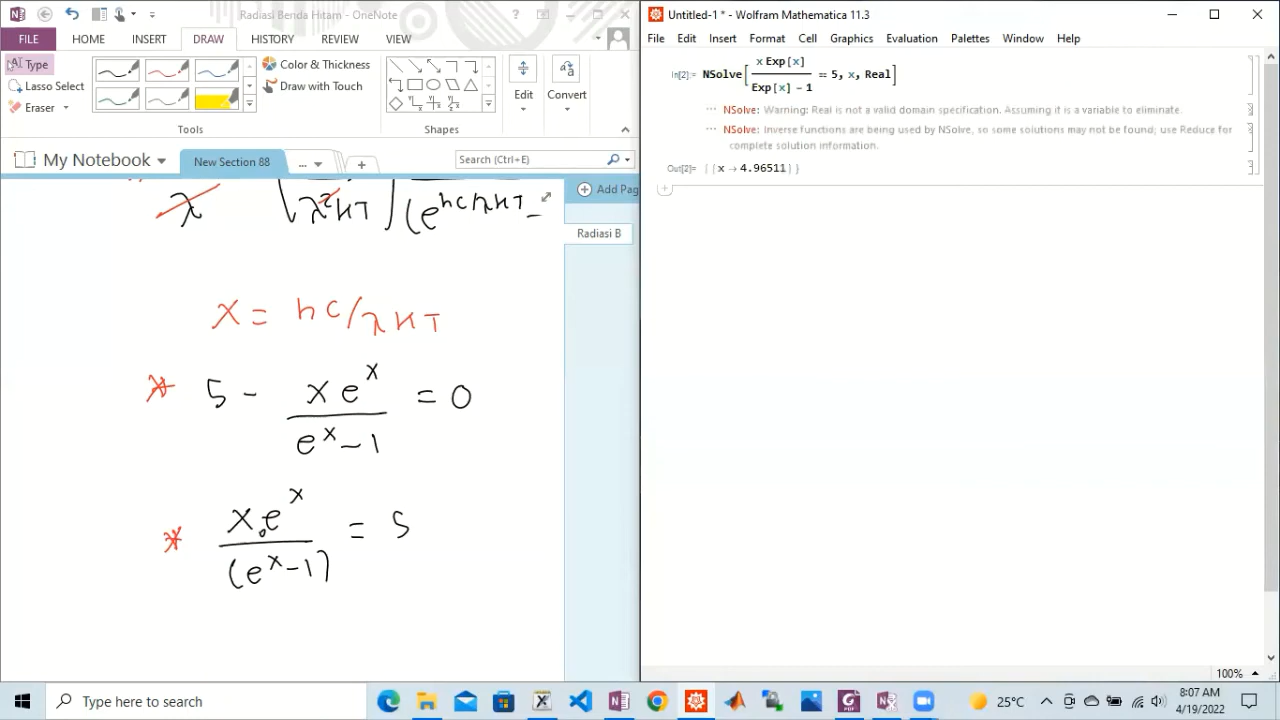 Radiasi Benda Hitam - OneNote
FILE HOME INSERT DRAW HISTORY REVIEW VIEW
Type
Lasso Select
Eraser
Color & Thickness
Draw with Touch
Edit
Convert
Tools
Shapes
My Notebook
New Section 88
...
Search (Ctrl+E)
Add Pag
Radiasi B
λ λ²KT (e^hc/λKT -
x = hc/λKT
* 5 - x e^x / e^x - 1 = 0
* x . e^x / (e^x - 1) = 5
Untitled-1 * - Wolfram Mathematica 11.3
File Edit Insert Format Cell Graphics Evaluation Palettes Window Help
In[2]:= NSolve[x Exp[x] / Exp[x] - 1 == 5, x, Real]
... NSolve: Warning: Real is not a valid domain specification. Assuming it is a variable to eliminate.
... NSolve: Inverse functions are being used by NSolve, so some solutions may not be found; use Reduce for
complete solution information.
Out[2]= {{x → 4.96511}}
100%
Type here to search
25°C
8:07 AM
4/19/2022